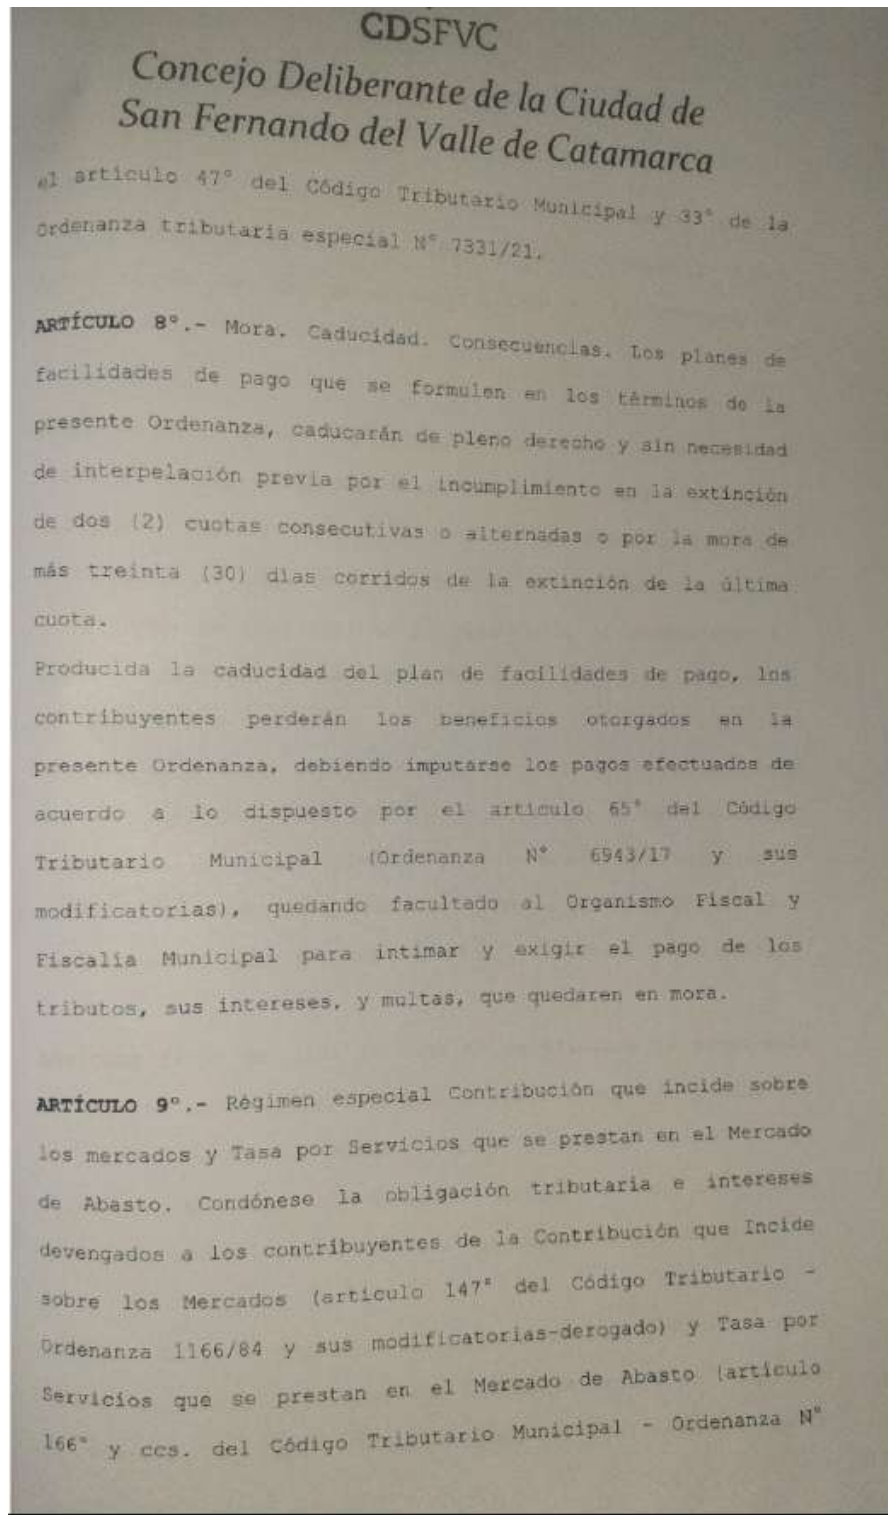 CDSFVC
Concejo Deliberante de la Ciudad de
San Fernando del Valle de Catamarca
el artículo 47° del Código Tributario Municipal y 33° de la
Ordenanza tributaria especial N° 7331/21.
ARTÍCULO 8°.- Mora. Caducidad. Consecuencias. Los planes de
facilidades de pago que se formulen en los términos de la
presente Ordenanza, caducarán de pleno derecho y sin necesidad
de interpelación previa por el incumplimiento en la extinción
de dos (2) cuotas consecutivas o alternadas o por la mora de
más treinta (30) días corridos de la extinción de la última
cuota.
Producida la caducidad del plan de facilidades de pago, los
contribuyentes perderán los beneficios otorgados en la
presente Ordenanza, debiendo imputarse los pagos efectuados de
acuerdo a lo dispuesto por el artículo 65° del Código
Tributario Municipal (Ordenanza N° 6943/17 y sus
modificatorias), quedando facultado al Organismo Fiscal y
Fiscalía Municipal para intimar y exigir el pago de los
tributos, sus intereses, y multas, que quedaren en mora.
ARTÍCULO 9°.- Régimen especial Contribución que incide sobre
los mercados y Tasa por Servicios que se prestan en el Mercado
de Abasto. Condónese la obligación tributaria e intereses
devengados a los contribuyentes de la Contribución que Incide
sobre los Mercados (artículo 147° del Código Tributario -
Ordenanza 1166/84 y sus modificatorias-derogado) y Tasa por
Servicios que se prestan en el Mercado de Abasto (artículo
166° y ccs. del Código Tributario Municipal - Ordenanza N°